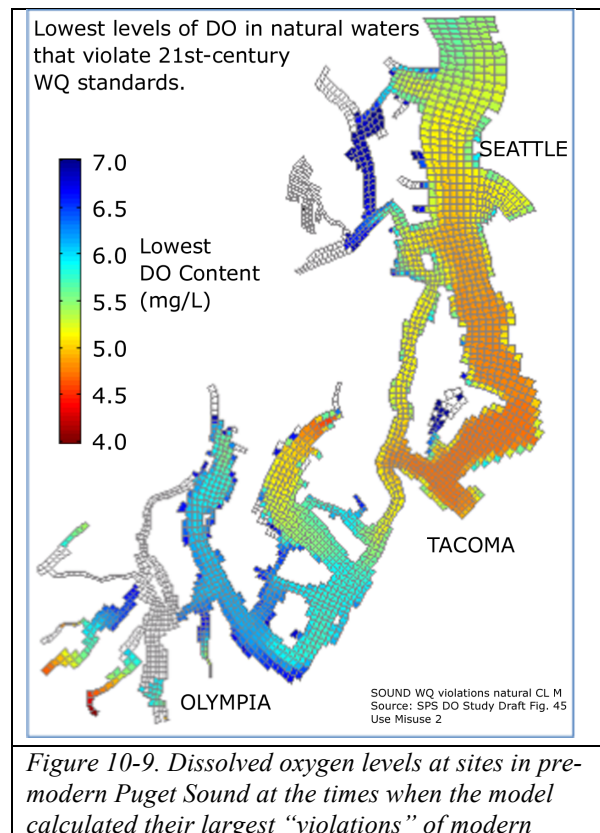 Lowest levels of DO in natural waters
that violate 21st-century
WQ standards.
SEATTLE
7.0
6.5
6.0
5.5
5.0
4.5
4.0
Lowest
DO Content
(mg/L)
TACOMA
OLYMPIA
SOUND WQ violations natural CL M
Source: SPS DO Study Draft Fig. 45
Use Misuse 2
Figure 10-9. Dissolved oxygen levels at sites in pre-
modern Puget Sound at the times when the model
calculated their largest “violations” of modern